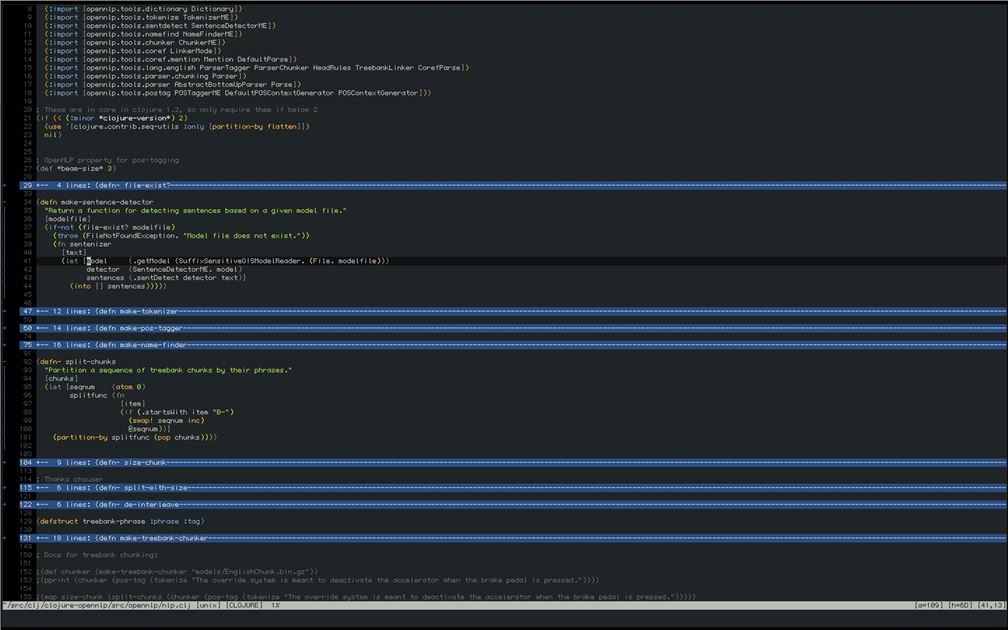 8   (:import [opennlp.tools.dictionary Dictionary])
9   (:import [opennlp.tools.tokenize TokenizerME])
10   (:import [opennlp.tools.sentdetect SentenceDetectorME])
11   (:import [opennlp.tools.namefind NameFinderME])
12   (:import [opennlp.tools.chunker ChunkerME])
13   (:import [opennlp.tools.coref LinkerMode])
14   (:import [opennlp.tools.coref.mention Mention DefaultParse])
15   (:import [opennlp.tools.lang.english ParserTagger ParserChunker HeadRules TreebankLinker CorefParse])
16   (:import [opennlp.tools.parser.chunking Parser])
17   (:import [opennlp.tools.parser AbstractBottomUpParser Parse])
18   (:import [opennlp.tools.postag POSTaggerME DefaultPOSContextGenerator POSContextGenerator]))
19
20 ; These are in core in clojure 1.2, so only require them if below 2
21 (if (< (:minor *clojure-version*) 2)
22   (use '[clojure.contrib.seq-utils :only [partition-by flatten]])
23   nil)
24
25
26 ; OpenNLP property for pos-tagging
27 (def *beam-size* 3)
28
+ 29 +--  4 lines: (defn- file-exist?
33
- 34 (defn make-sentence-detector
35   "Return a function for detecting sentences based on a given model file."
36   [modelfile]
37   (if-not (file-exist? modelfile)
38     (throw (FileNotFoundException. "Model file does not exist."))
39     (fn sentenizer
40       [text]
41       (let [model     (.getModel (SuffixSensitiveGISModelReader. (File. modelfile)))
42             detector  (SentenceDetectorME. model)
43             sentences (.sentDetect detector text)]
44         (into [] sentences)))))
45
46
+ 47 +-- 12 lines: (defn make-tokenizer
59
+ 60 +-- 14 lines: (defn make-pos-tagger
74
+ 75 +-- 16 lines: (defn make-name-finder
91
- 92 (defn- split-chunks
93   "Partition a sequence of treebank chunks by their phrases."
94   [chunks]
95   (let [seqnum    (atom 0)
96         splitfunc (fn
97                     [item]
98                     (if (.startsWith item "B-")
99                       (swap! seqnum inc)
100                       @seqnum))]
101     (partition-by splitfunc (pop chunks))))
102
103
+ 104 +--  9 lines: (defn- size-chunk
113
114 ; Thanks chouser
+ 115 +--  6 lines: (defn- split-with-size
121
+ 122 +--  6 lines: (defn- de-interleave
128
129 (defstruct treebank-phrase :phrase :tag)
130
+ 131 +-- 18 lines: (defn make-treebank-chunker
149
150 ; Docs for treebank chunking:
151
152 ;(def chunker (make-treebank-chunker "models/EnglishChunk.bin.gz"))
153 ;(pprint (chunker (pos-tag (tokenize "The override system is meant to deactivate the accelerator when the brake pedal is pressed."))))
154
155 ;(map size-chunk (split-chunks (chunker (pos-tag (tokenize "The override system is meant to deactivate the accelerator when the brake pedal is pressed.")))))
~/src/clj/clojure-opennlp/src/opennlp/nlp.clj [unix] [CLOJURE]  1% [a=109] [h=6D] [41,13]